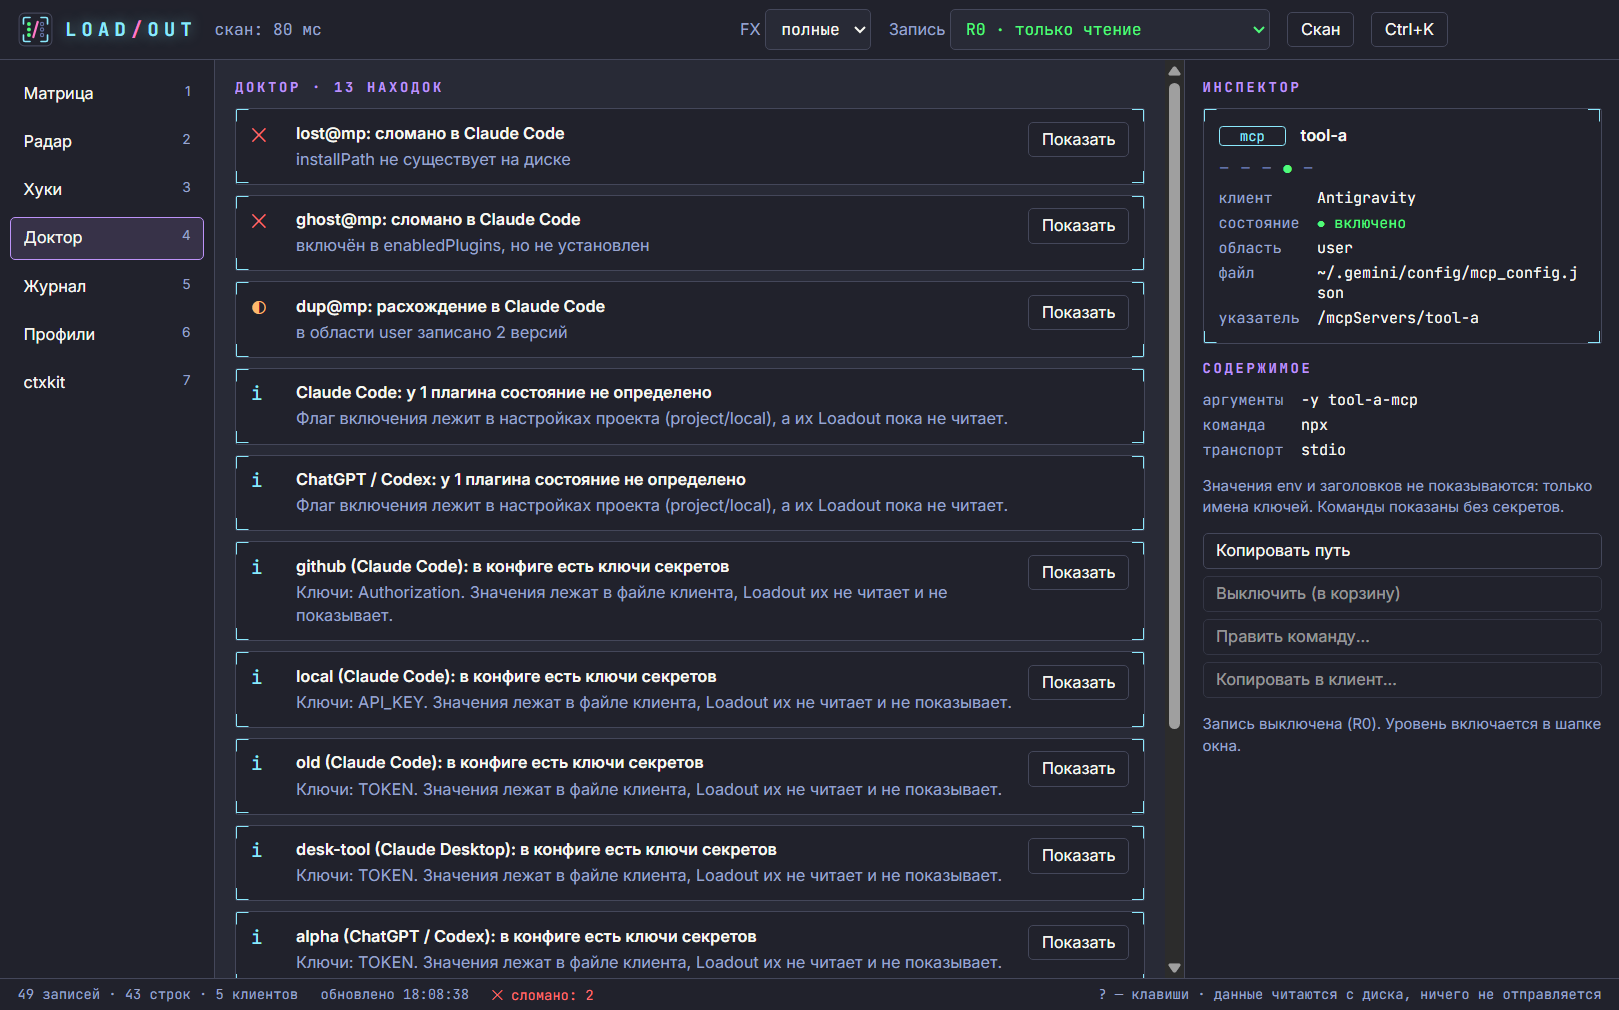 LOAD/OUT скан: 80 мс FX полные Запись R0 · только чтение Скан Ctrl+K
Матрица 1
Радар 2
Хуки 3
Доктор 4
Журнал 5
Профили 6
ctxkit 7
ДОКТОР · 13 НАХОДОК
lost@mp: сломано в Claude Code
installPath не существует на диске
Показать
ghost@mp: сломано в Claude Code
включён в enabledPlugins, но не установлен
Показать
dup@mp: расхождение в Claude Code
в области user записано 2 версий
Показать
i Claude Code: у 1 плагина состояние не определено
Флаг включения лежит в настройках проекта (project/local), а их Loadout пока не читает.
i ChatGPT / Codex: у 1 плагина состояние не определено
Флаг включения лежит в настройках проекта (project/local), а их Loadout пока не читает.
i github (Claude Code): в конфиге есть ключи секретов
Ключи: Authorization. Значения лежат в файле клиента, Loadout их не читает и не
показывает.
Показать
i local (Claude Code): в конфиге есть ключи секретов
Ключи: API_KEY. Значения лежат в файле клиента, Loadout их не читает и не показывает.
Показать
i old (Claude Code): в конфиге есть ключи секретов
Ключи: TOKEN. Значения лежат в файле клиента, Loadout их не читает и не показывает.
Показать
i desk-tool (Claude Desktop): в конфиге есть ключи секретов
Ключи: TOKEN. Значения лежат в файле клиента, Loadout их не читает и не показывает.
Показать
i alpha (ChatGPT / Codex): в конфиге есть ключи секретов
Ключи: TOKEN. Значения лежат в файле клиента, Loadout их не читает и не показывает.
Показать
ИНСПЕКТОР
mcp tool-a
– – – ● –
клиент Antigravity
состояние ● включено
область user
файл ~/.gemini/config/mcp_config.j
son
указатель /mcpServers/tool-a
СОДЕРЖИМОЕ
аргументы -y tool-a-mcp
команда npx
транспорт stdio
Значения env и заголовков не показываются: только
имена ключей. Команды показаны без секретов.
Копировать путь
Выключить (в корзину)
Править команду...
Копировать в клиент...
Запись выключена (R0). Уровень включается в шапке
окна.
49 записей · 43 строк · 5 клиентов обновлено 18:08:38 сломано: 2
? — клавиши · данные читаются с диска, ничего не отправляется